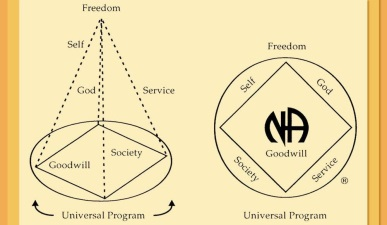 Freedom
Self
God
Service
Goodwill
Society
Universal Program
Freedom
Self
God
NA
Goodwill
Society
Service
®
Universal Program